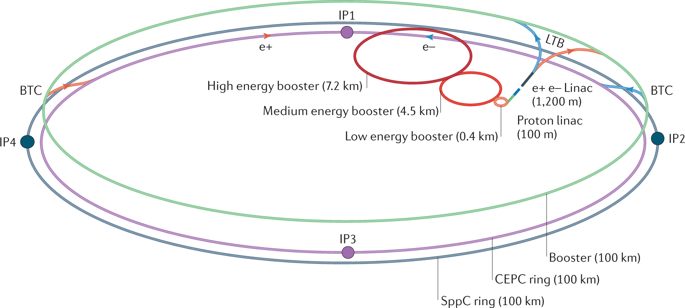 IP1
LTB
e+
e−
BTC
High energy booster (7.2 km)
e+ e− Linac
(1,200 m)
BTC
Medium energy booster (4.5 km)
Proton linac
(100 m)
Low energy booster (0.4 km)
IP4
IP2
IP3
Booster (100 km)
CEPC ring (100 km)
SppC ring (100 km)